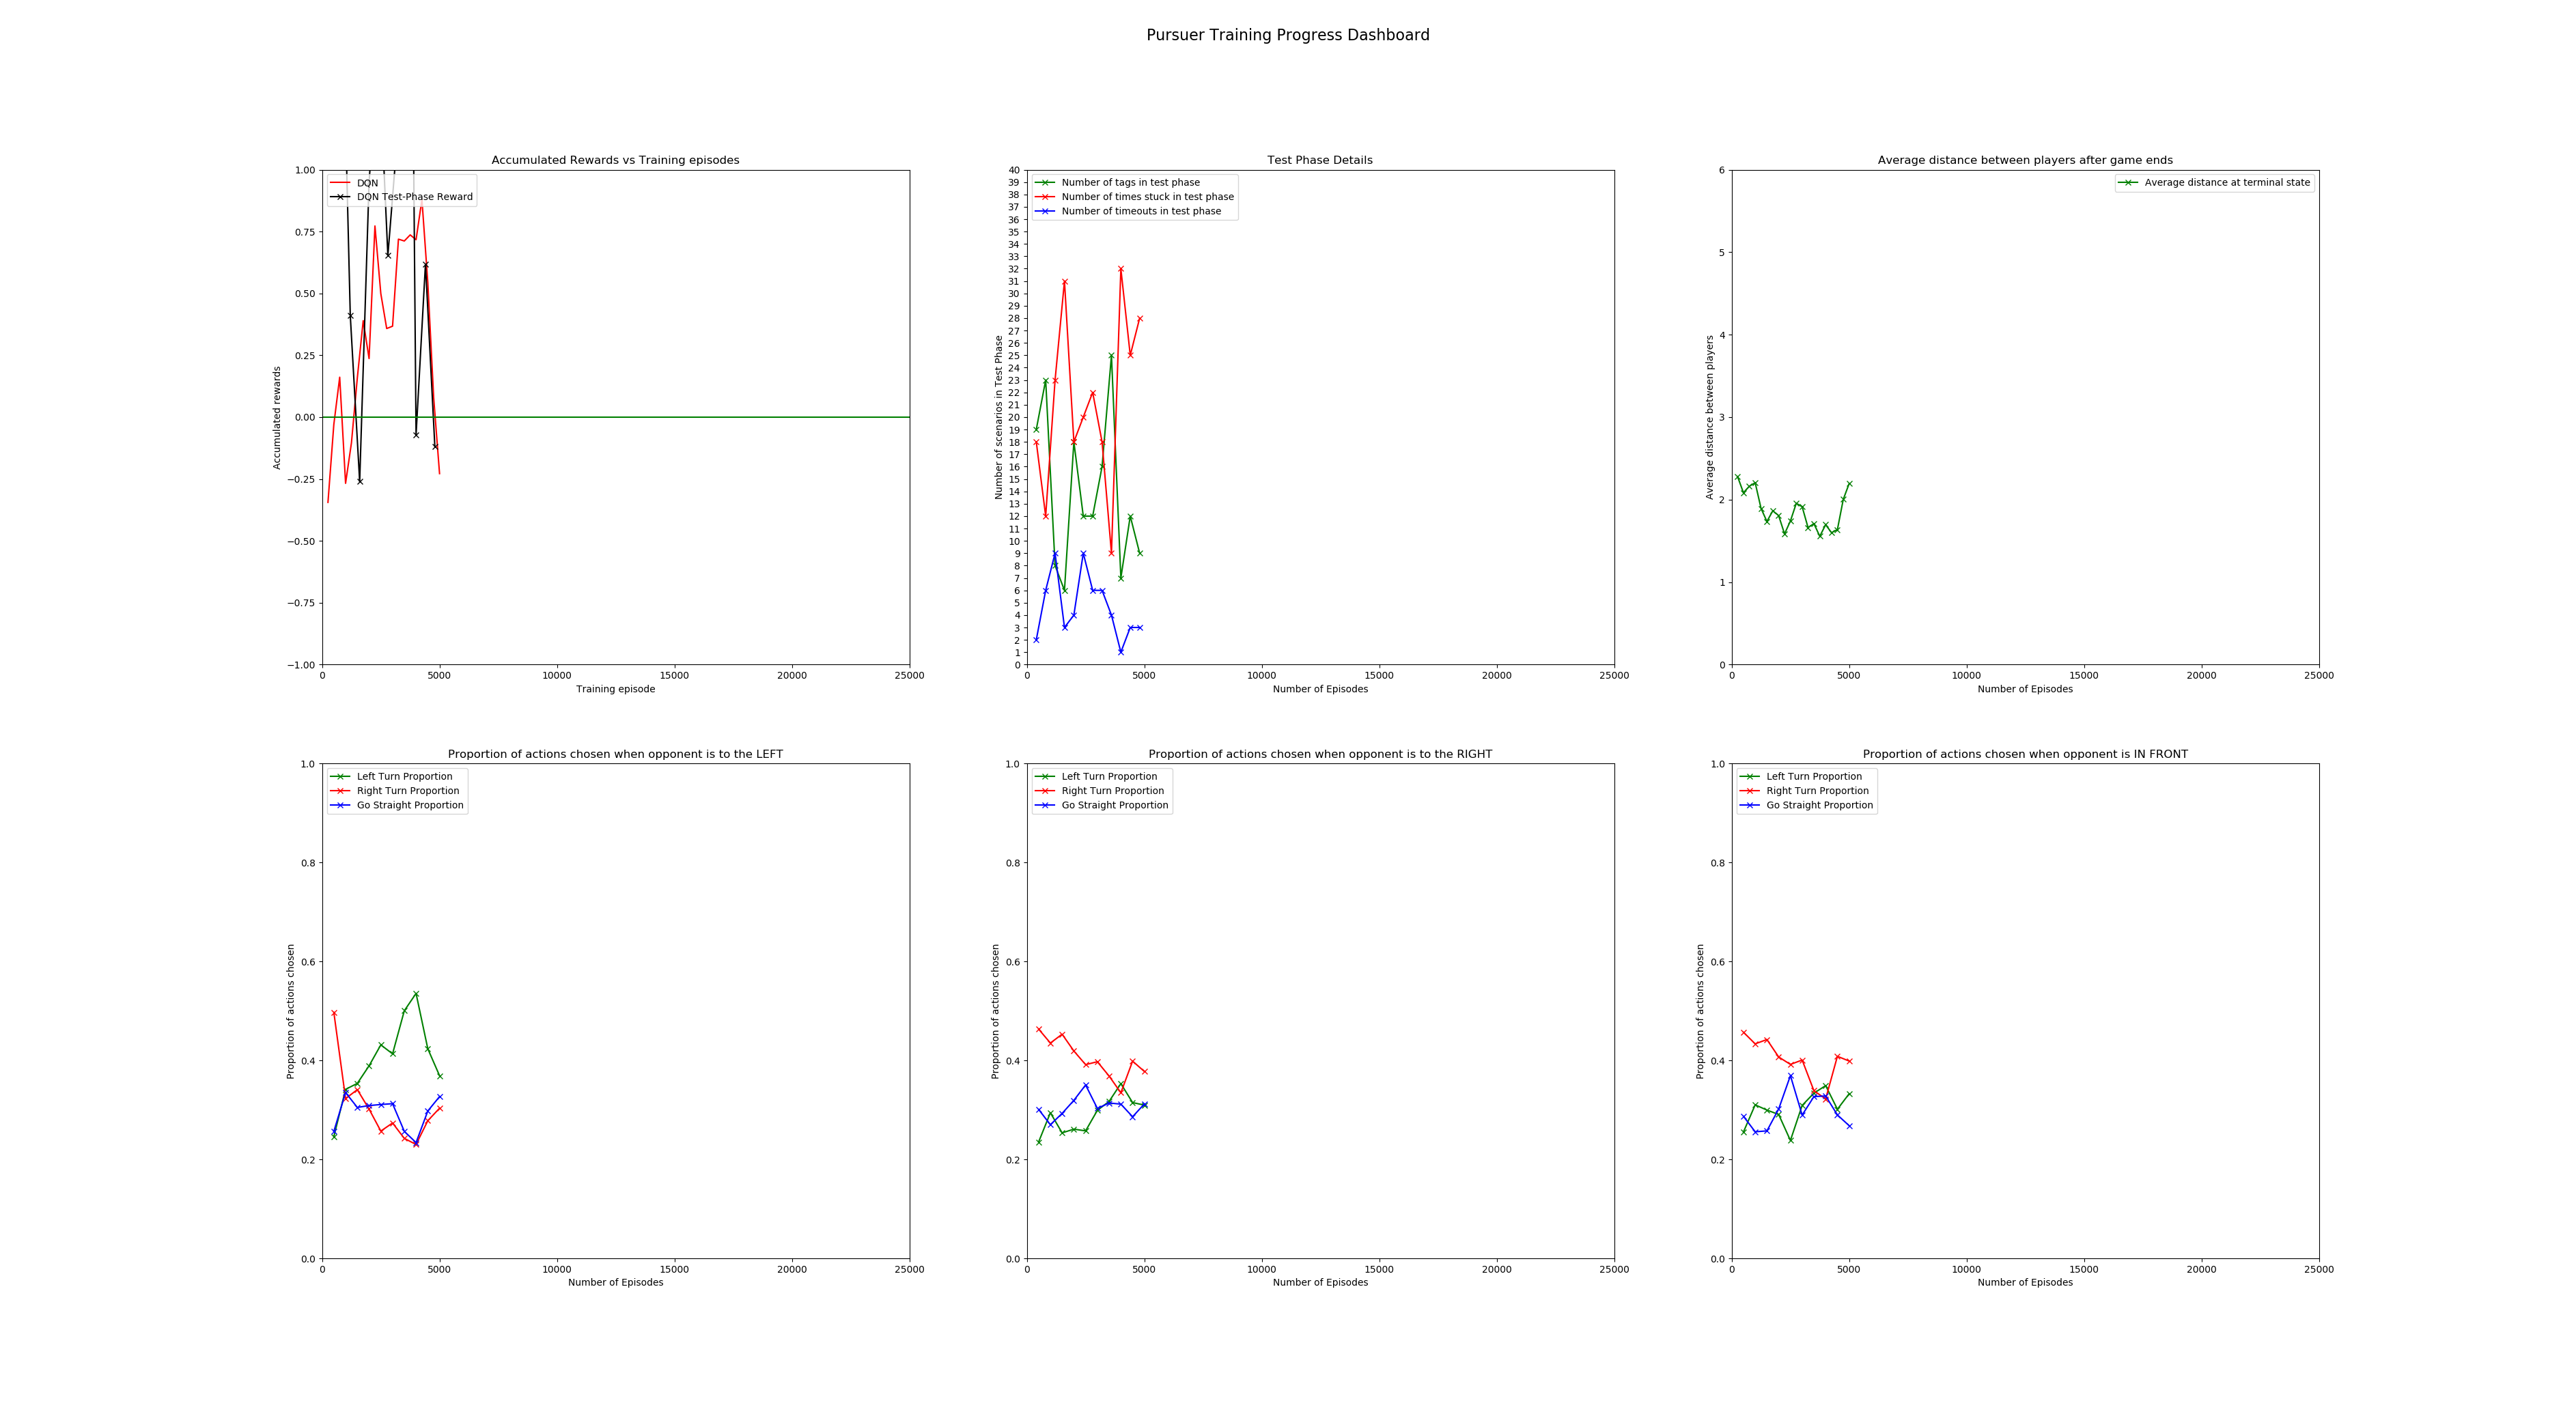 Pursuer Training Progress Dashboard
Accumulated Rewards vs Training episodes
DQN
DQN Test-Phase Reward
1.00
0.75
0.50
0.25
0.00
−0.25
−0.50
−0.75
−1.00
Accumulated rewards
0 5000 10000 15000 20000 25000
Training episode
Test Phase Details
Number of tags in test phase
Number of times stuck in test phase
Number of timeouts in test phase
40
39
38
37
36
35
34
33
32
31
30
29
28
27
26
25
24
23
22
21
20
19
18
17
16
15
14
13
12
11
10
9
8
7
6
5
4
3
2
1
0
Number of scenarios in Test Phase
0 5000 10000 15000 20000 25000
Number of Episodes
Average distance between players after game ends
Average distance at terminal state
6
5
4
3
2
1
0
Average distance between players
0 5000 10000 15000 20000 25000
Number of Episodes
Proportion of actions chosen when opponent is to the LEFT
Left Turn Proportion
Right Turn Proportion
Go Straight Proportion
1.0
0.8
0.6
0.4
0.2
0.0
Proportion of actions chosen
0 5000 10000 15000 20000 25000
Number of Episodes
Proportion of actions chosen when opponent is to the RIGHT
Left Turn Proportion
Right Turn Proportion
Go Straight Proportion
1.0
0.8
0.6
0.4
0.2
0.0
Proportion of actions chosen
0 5000 10000 15000 20000 25000
Number of Episodes
Proportion of actions chosen when opponent is IN FRONT
Left Turn Proportion
Right Turn Proportion
Go Straight Proportion
1.0
0.8
0.6
0.4
0.2
0.0
Proportion of actions chosen
0 5000 10000 15000 20000 25000
Number of Episodes